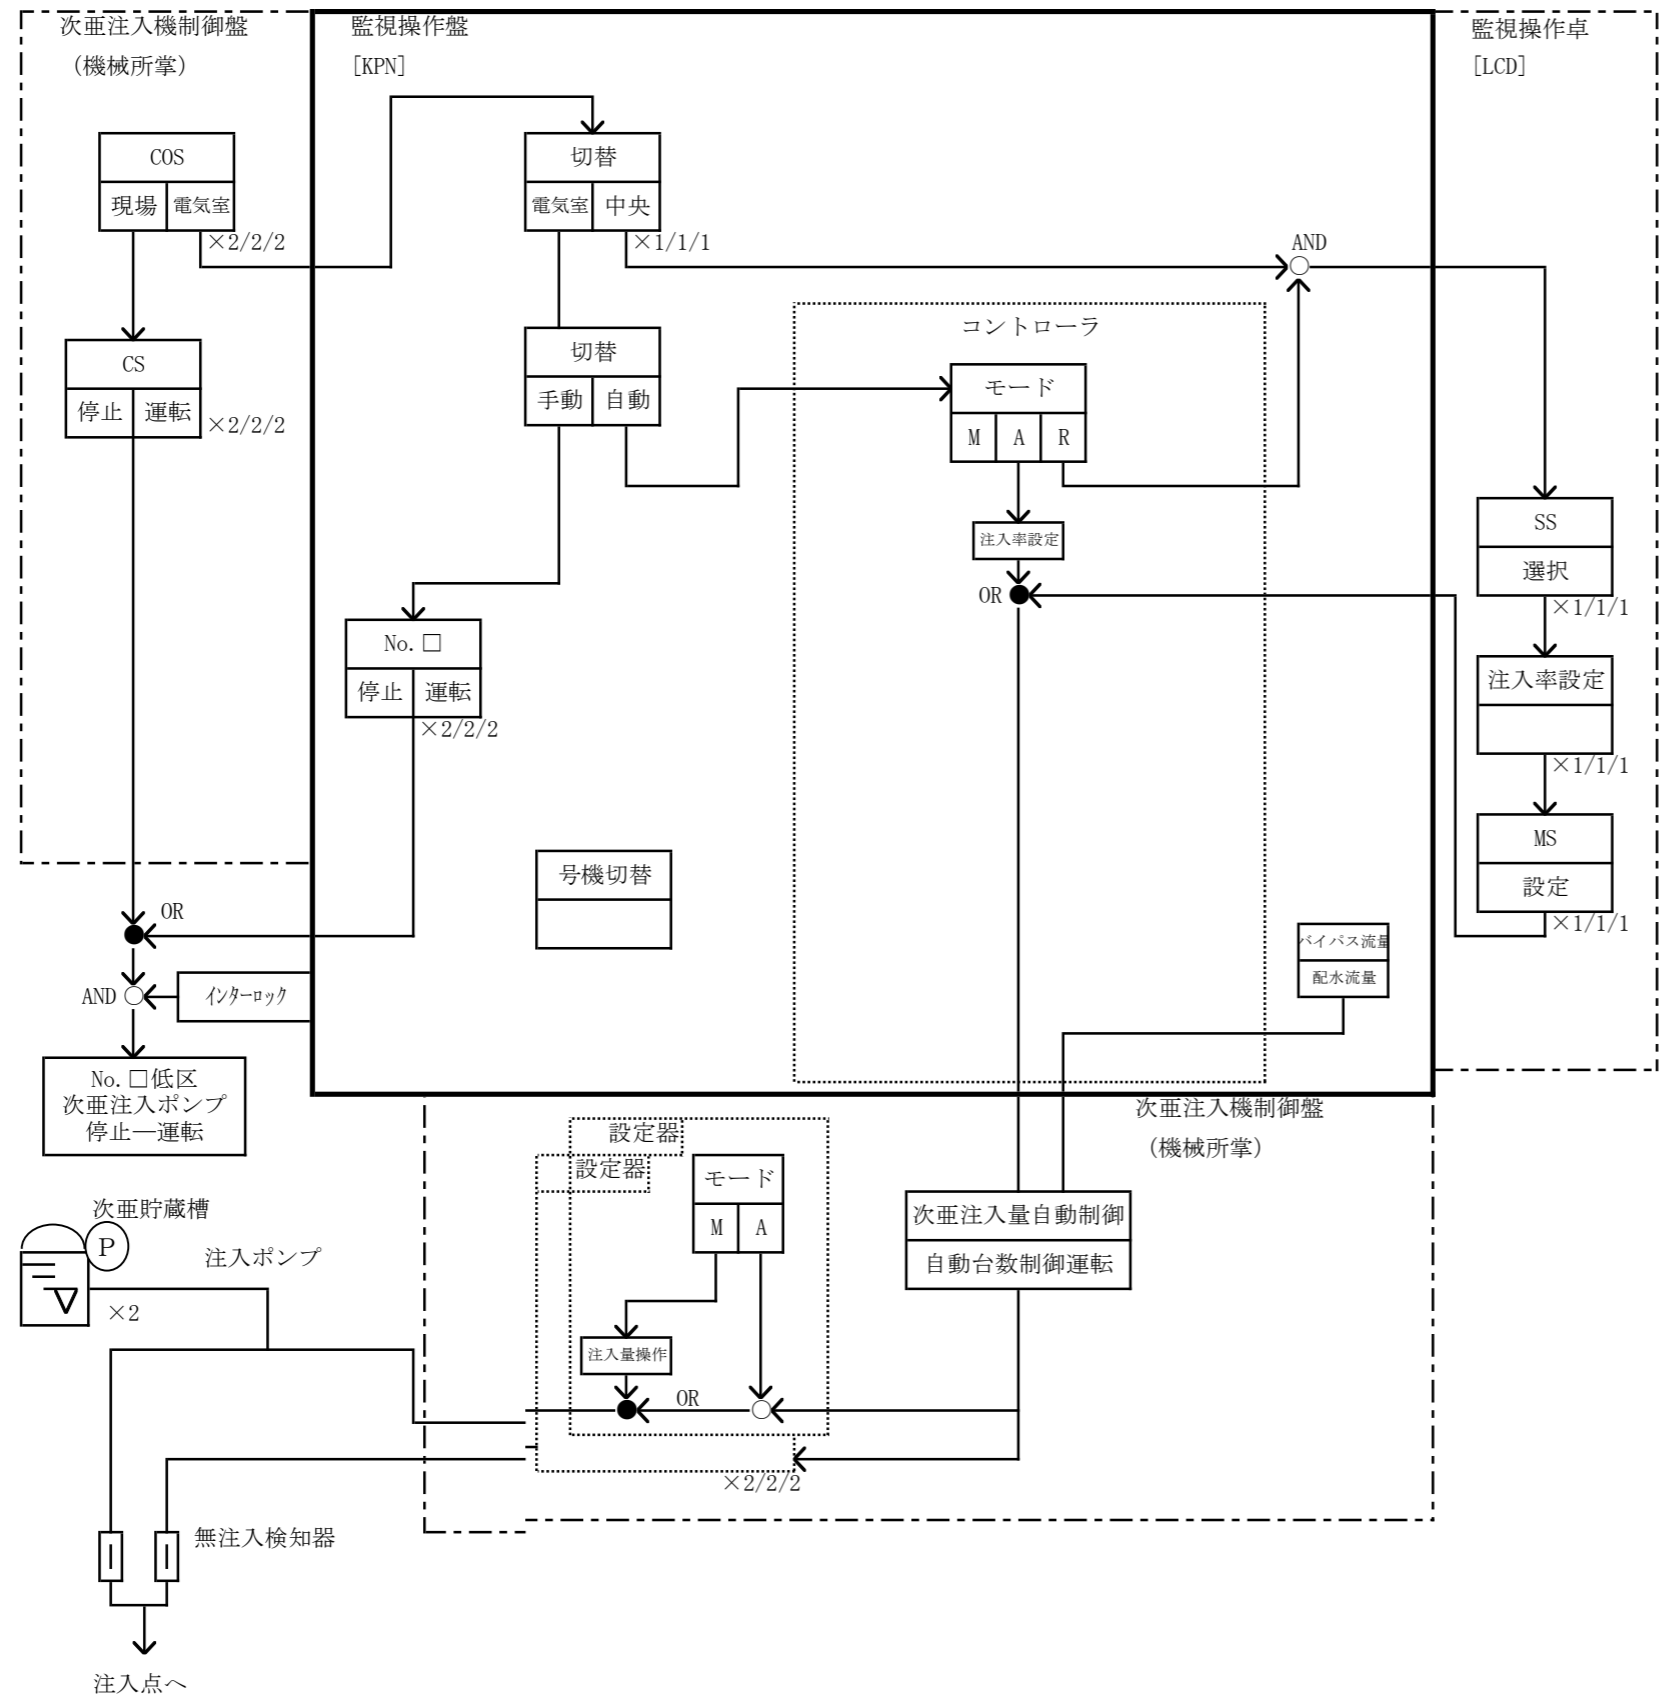 次亜注入機制御盤
（機械所掌）
監視操作盤
[KPN]
監視操作卓
[LCD]
COS
現場 電気室
×2/2/2
切替
電気室 中央
×1/1/1
AND
コントローラ
CS
停止 運転
×2/2/2
切替
手動 自動
モード
M A R
注入率設定
OR
SS
選択
×1/1/1
No.□
停止 運転
×2/2/2
注入率設定
×1/1/1
MS
設定
×1/1/1
号機切替
バイパス流量
配水流量
OR
AND
インターロック
No.□低区
次亜注入ポンプ
停止―運転
次亜注入機制御盤
（機械所掌）
設定器
設定器
モード
M A
次亜注入量自動制御
自動台数制御運転
次亜貯蔵槽
P
注入ポンプ
×2
注入量操作
OR
×2/2/2
無注入検知器
注入点へ